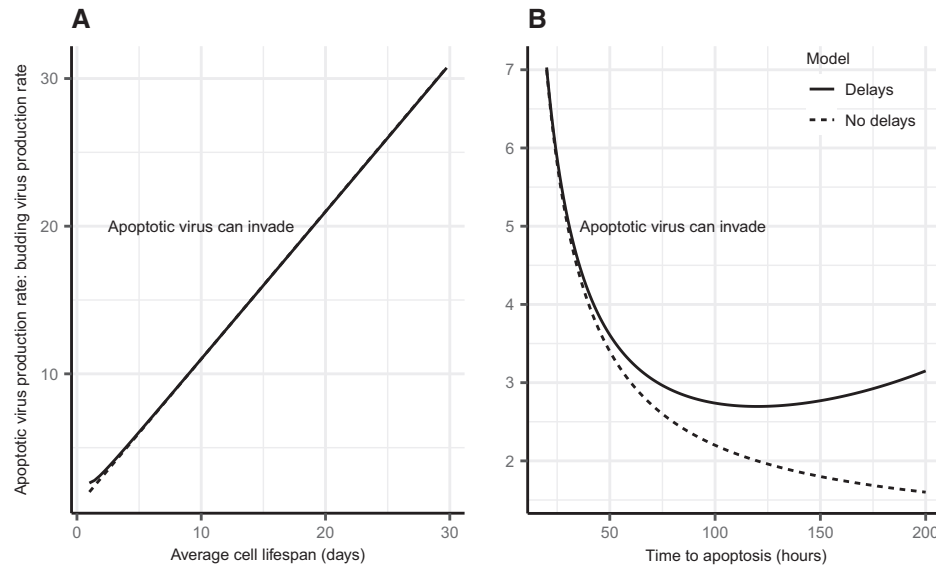 A
B
Apoptotic virus production rate: budding virus production rate
30
20
10
Apoptotic virus can invade
0
10
20
30
Average cell lifespan (days)
7
6
5
4
3
2
Model
Delays
No delays
Apoptotic virus can invade
50
100
150
200
Time to apoptosis (hours)